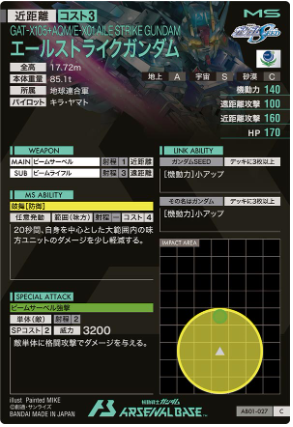 近距離 コスト3 MS
GAT-X105+AQM/E-X01 AILE STRIKE GUNDAM
エールストライクガンダム
全高 17.72m
本体重量 85.1t
所属 地球連合軍
パイロット キラ・ヤマト
地上 A 宇宙 S 砂漠 C
機動力 140
遠距離攻撃 100
近距離攻撃 160
HP 170
WEAPON
MAIN ビームサーベル 射程 1 近距離
SUB ビームライフル 射程 3 遠距離
LINK ABILITY
ガンダムSEED デッキに3枚以上
[機動力]小アップ
その名はガンダム デッキに3枚以上
[機動力]小アップ
MS ABILITY
鼓舞[防御]
任意発動 範囲(味方) 射程 ー コスト 4
20秒間、自身を中心とした大範囲内の味
方ユニットのダメージを少し軽減する。
IMPACT AREA
SPECIAL ATTACK
ビームサーベル強撃
単体(敵) 射程 2
SPコスト 2 威力 3200
敵単体に格闘攻撃でダメージを与える。
illust Painted MIKE
©創通・サンライズ
BANDAI MADE IN JAPAN
機動戦士ガンダム
ARSENAL BASE
AB01-027 C